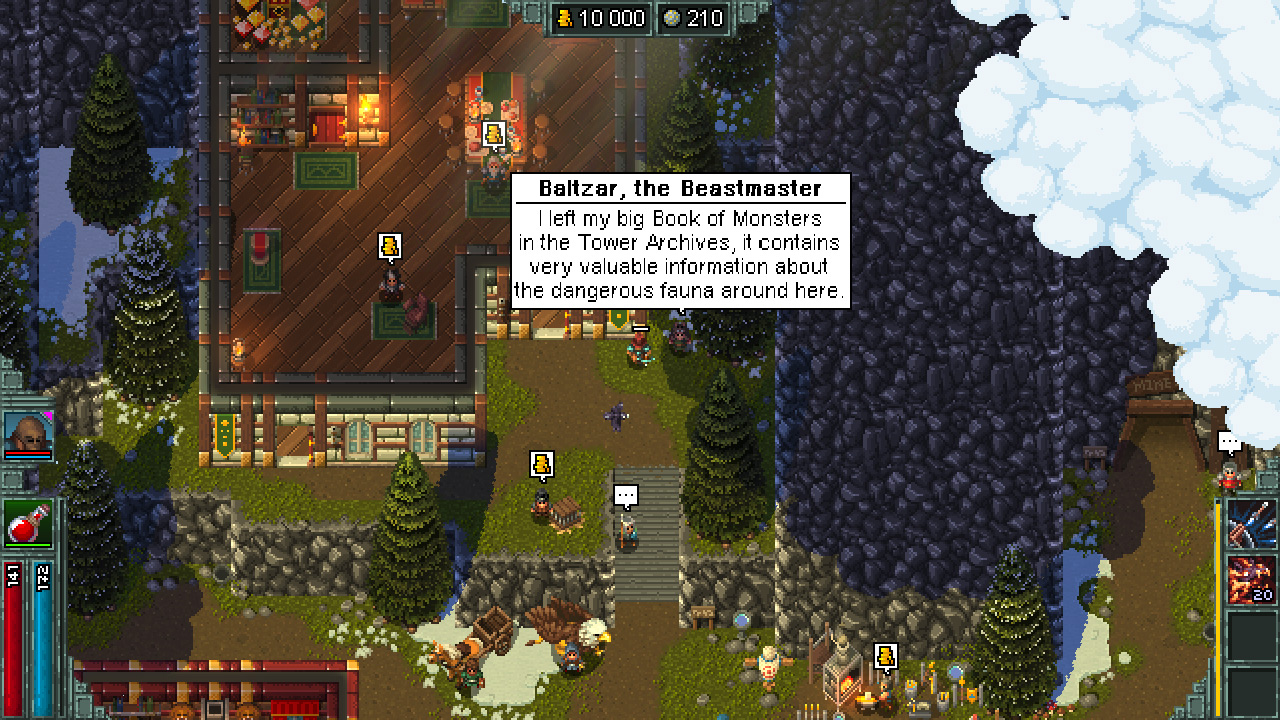 10 000 210
Baltzar, the Beastmaster
I left my big Book of Monsters
in the Tower Archives, it contains
very valuable information about
the dangerous fauna around here.
MINE
...
...
141
172
20